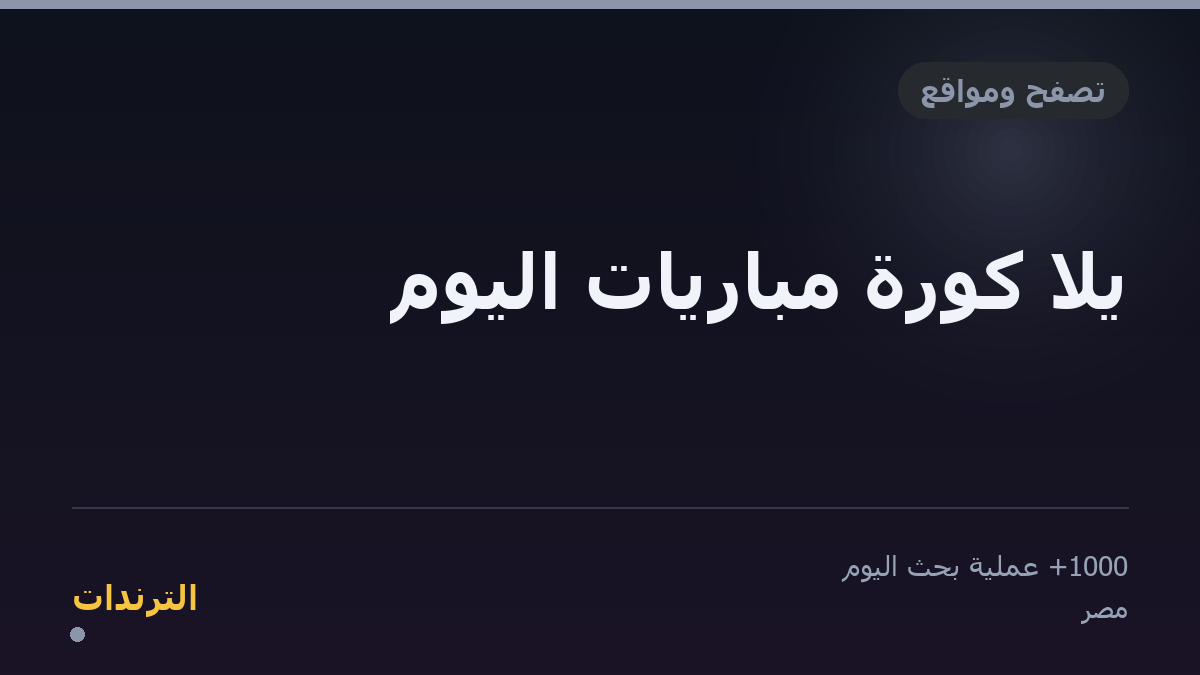 تصفح ومواقع
يلا كورة مباريات اليوم
1000+ عملية بحث اليوم
مصر
الترندات